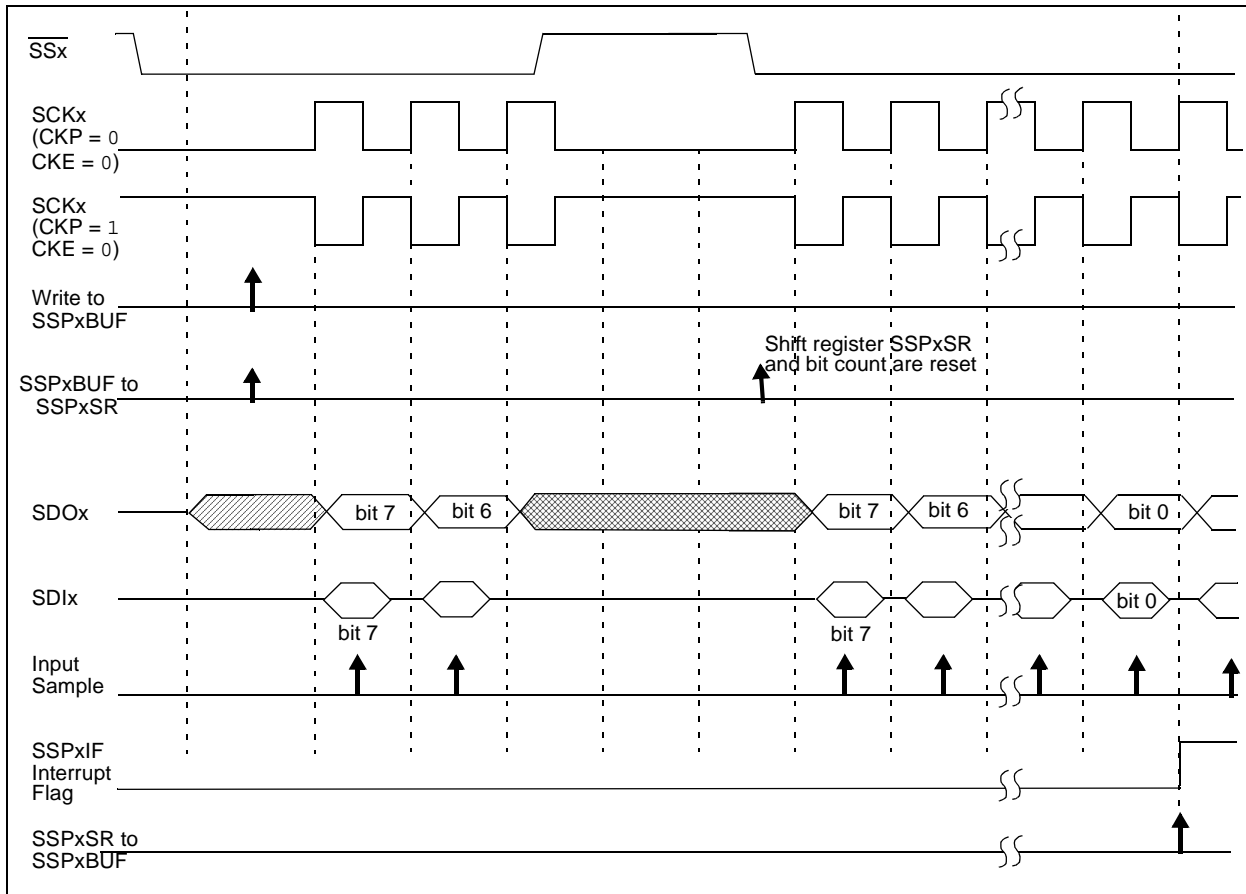 SSx
SCKx
(CKP = 0
CKE = 0)
SCKx
(CKP = 1
CKE = 0)
Write to
SSPxBUF
Shift register SSPxSR
and bit count are reset
SSPxBUF to
SSPxSR
SDOx
bit 7
bit 6
bit 7
bit 6
bit 0
SDIx
bit 0
bit 7
bit 7
Input
Sample
SSPxIF
Interrupt
Flag
SSPxSR to
SSPxBUF